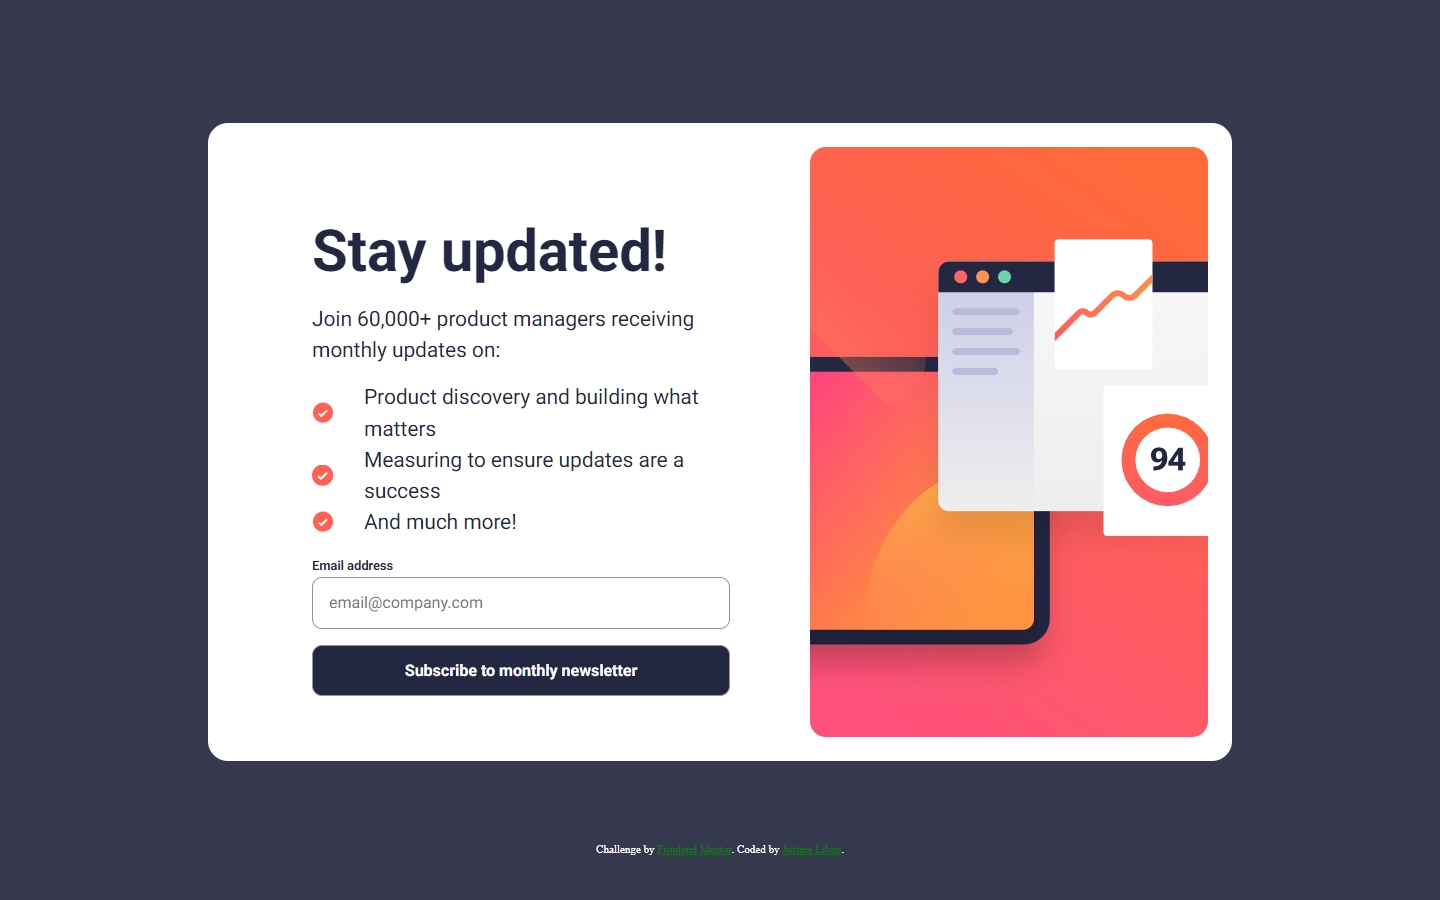 Stay updated!
Join 60,000+ product managers receiving
monthly updates on:
Product discovery and building what
matters
Measuring to ensure updates are a
success
And much more!
Email address
email@company.com
Subscribe to monthly newsletter
94
Challenge by Frontend Mentor. Coded by Justine Liban.